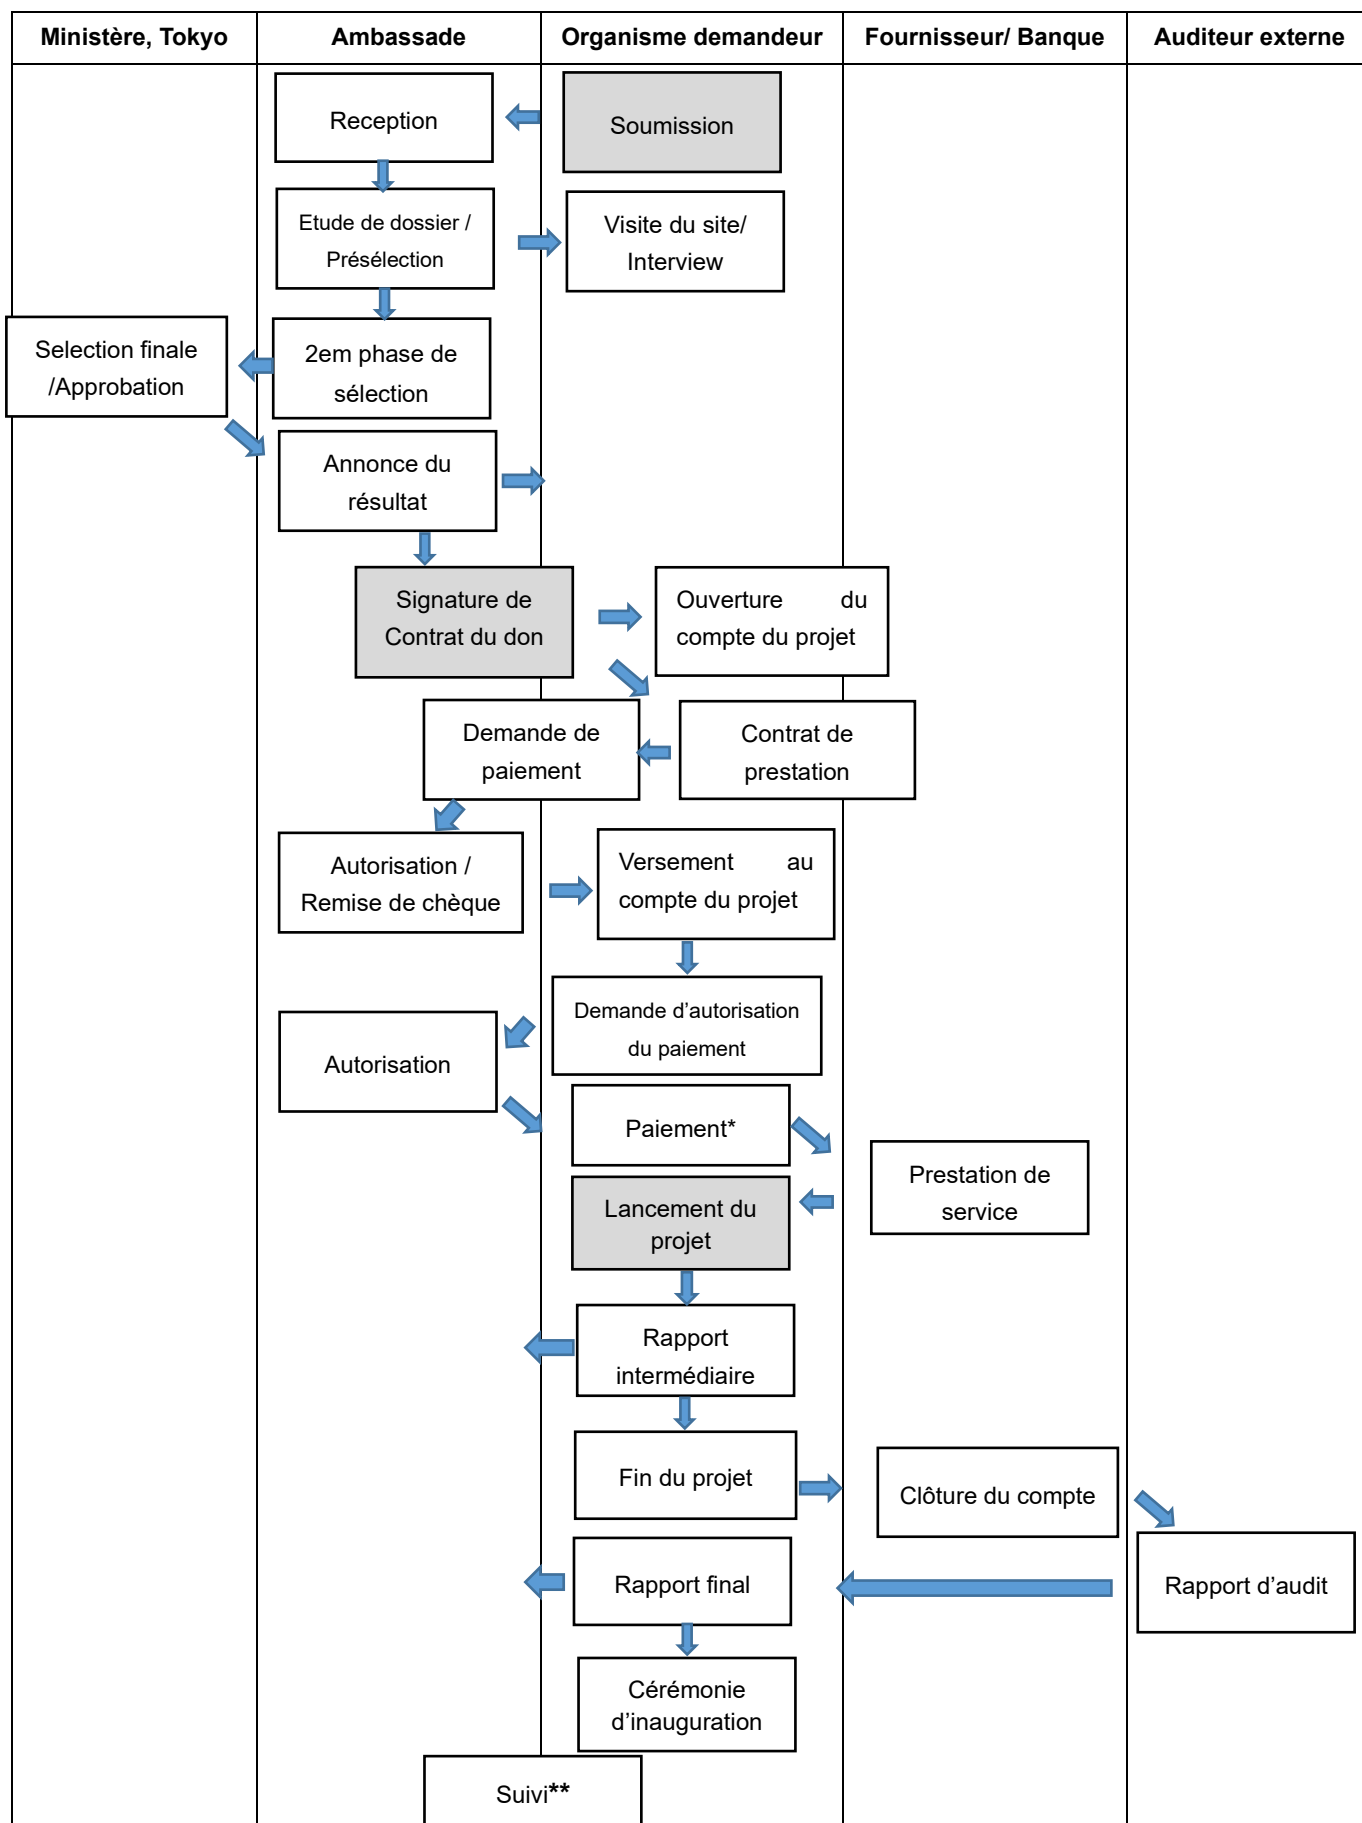 Ministère, Tokyo
Ambassade
Organisme demandeur
Fournisseur/ Banque
Auditeur externe
Reception
Soumission
Etude de dossier /
Présélection
Visite du site/
Interview
Selection finale
/Approbation
2em phase de
sélection
Annonce du
résultat
Signature de
Contrat du don
Ouverture du
compte du projet
Demande de
paiement
Contrat de
prestation
Autorisation /
Remise de chèque
Versement au
compte du projet
Demande d’autorisation
du paiement
Autorisation
Paiement*
Prestation de
service
Lancement du
projet
Rapport
intermédiaire
Fin du projet
Clôture du compte
Rapport final
Rapport d’audit
Cérémonie
d’inauguration
Suivi**